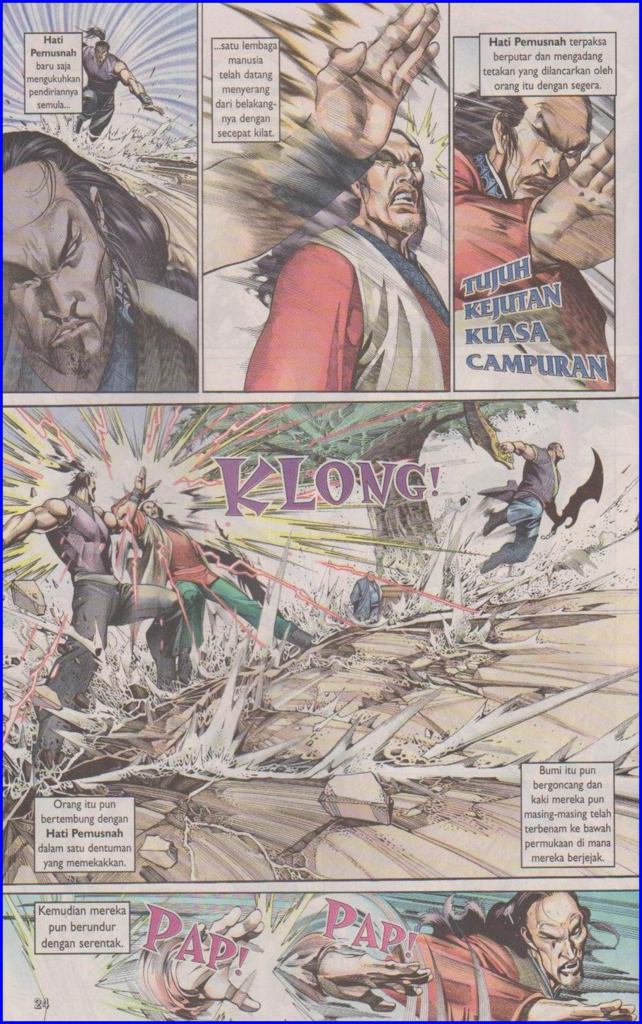 Hati
Pemusnah
baru saja
mengukuhkan
pendiriannya
semula...
...satu lembaga
manusia
telah datang
menyerang
dari belakang-
nya dengan
secepat kilat.
Hati Pemusnah terpaksa
berputar dan mengadang
tetakan yang dilancarkan oleh
orang itu dengan segera.
TUJUH
KEJUTAN
KUASA
CAMPURAN
KLONG!
Orang itu pun
bertembung dengan
Hati Pemusnah
dalam satu dentuman
yang memekakkan.
Bumi itu pun
bergoncang dan
kaki mereka pun
masing-masing telah
terbenam ke bawah
permukaan di mana
mereka berjejak.
Kemudian mereka
pun berundur
dengan serentak.
PAP!
PAP!
24